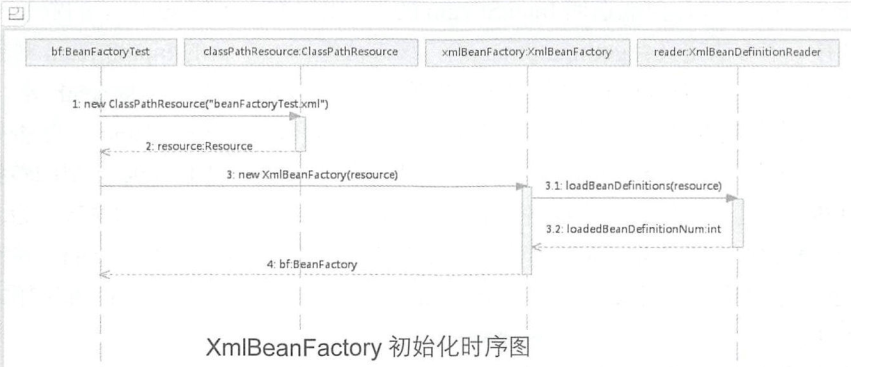 bf:BeanFactoryTest
classPathResource:ClassPathResource
xmlBeanFactory:XmlBeanFactory
reader:XmlBeanDefinitionReader
1: new ClassPathResource("beanFactoryTest.xml")
2: resource:Resource
3: new XmlBeanFactory(resource)
3.1: loadBeanDefinitions(resource)
3.2: loadedBeanDefinitionNum:int
4: bf:BeanFactory
XmlBeanFactory 初始化时序图